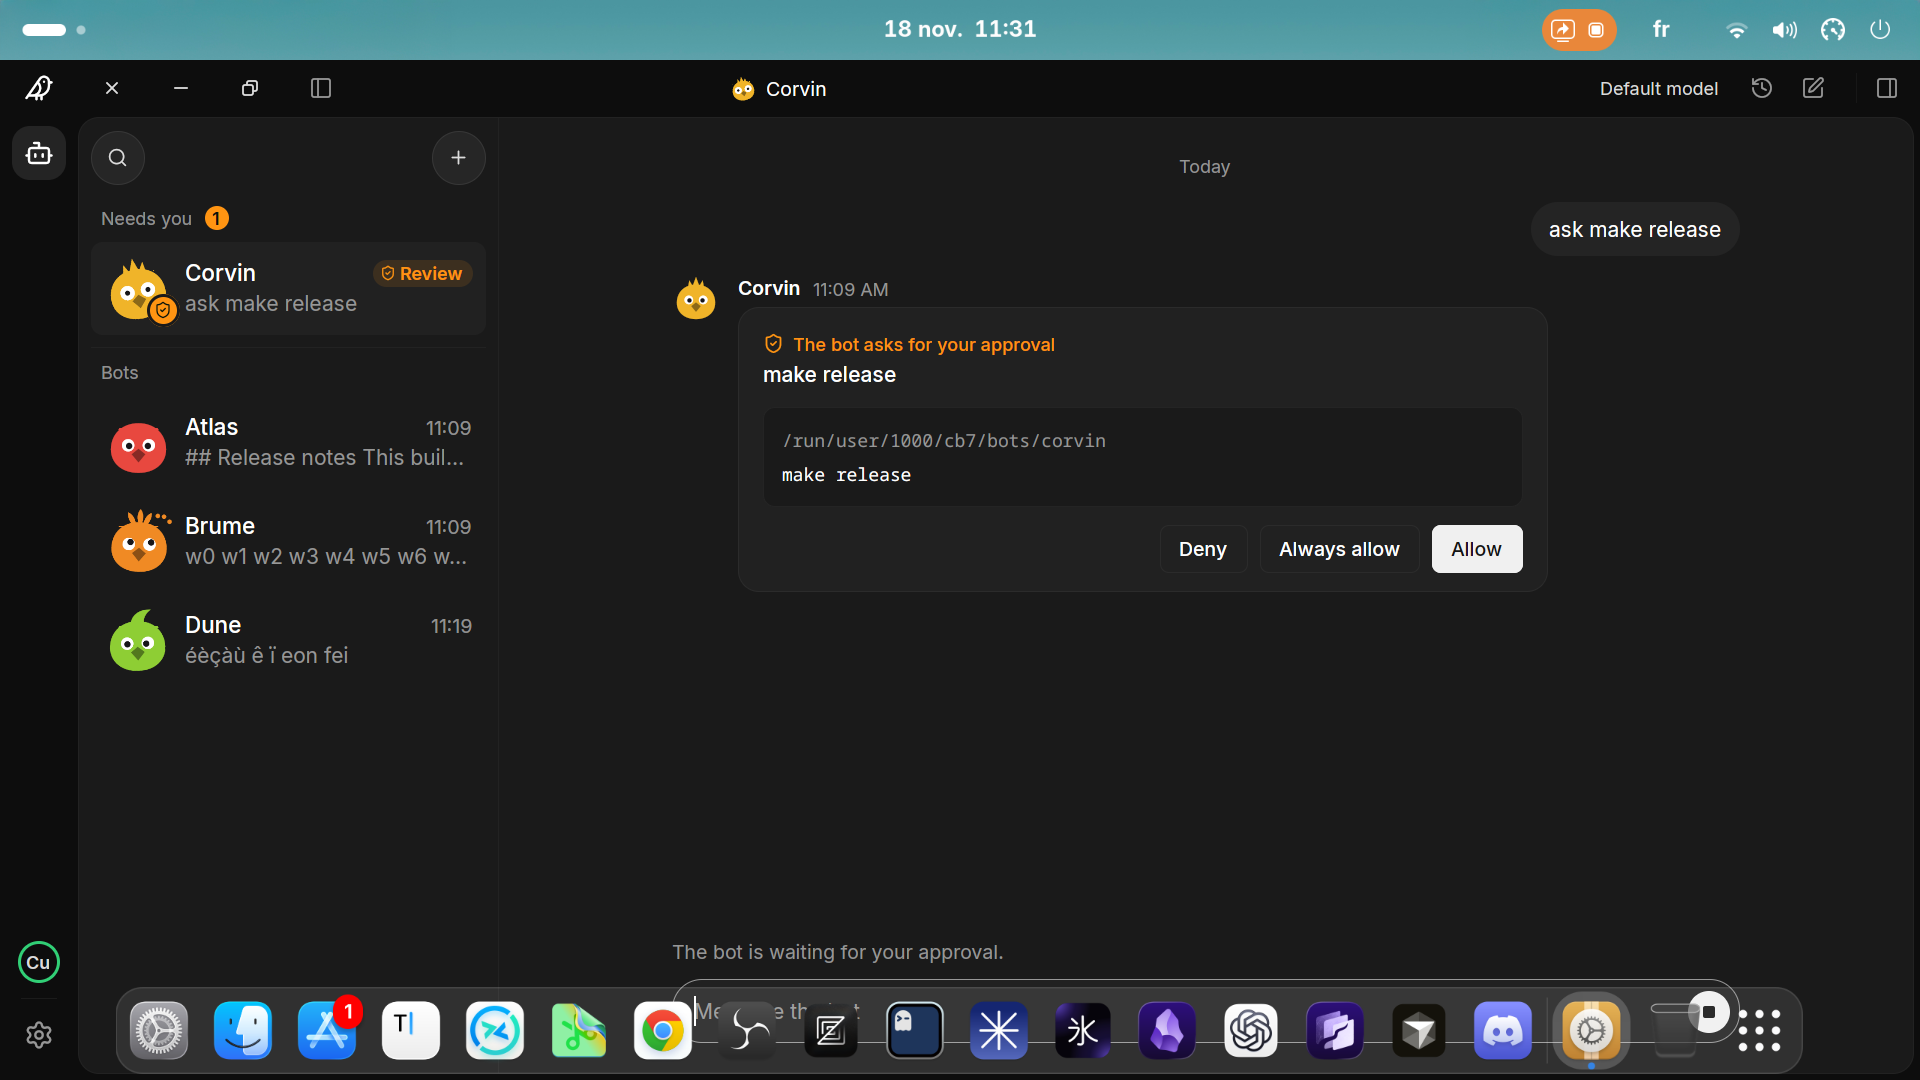 18 nov. 11:31
fr
Corvin
Default model
Needs you 1
Corvin
Review
ask make release
Bots
Atlas
11:09
## Release notes This buil...
Brume
11:09
w0 w1 w2 w3 w4 w5 w6 w...
Dune
11:19
éèçàù ê ï eon fei
Cu
Today
ask make release
Corvin 11:09 AM
The bot asks for your approval
make release
/run/user/1000/cb7/bots/corvin
make release
Deny
Always allow
Allow
The bot is waiting for your approval.
1
T
氷